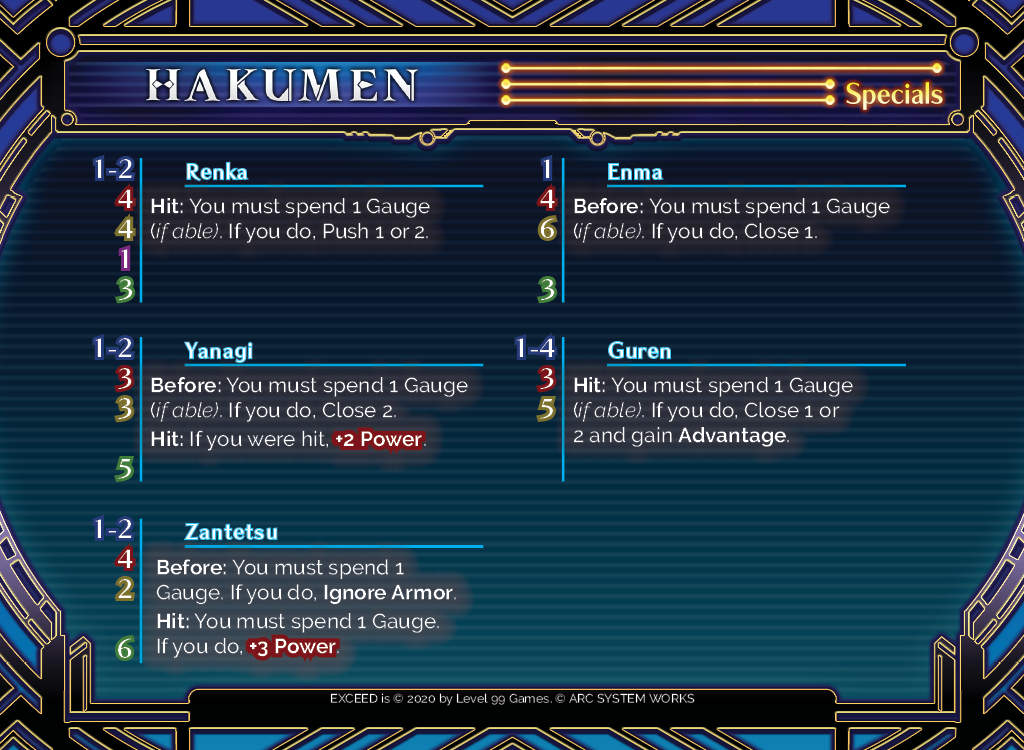 HAKUMEN
Specials
1-2
Renka
4
Hit: You must spend 1 Gauge
4
(if able). If you do, Push 1 or 2.
1
3
1
Enma
4
Before: You must spend 1 Gauge
6
(if able). If you do, Close 1.
3
1-2
Yanagi
3
Before: You must spend 1 Gauge
3
(if able). If you do, Close 2.
Hit: If you were hit, +2 Power.
5
1-4
Guren
3
Hit: You must spend 1 Gauge
5
(if able). If you do, Close 1 or
2 and gain Advantage.
1-2
Zantetsu
4
Before: You must spend 1
2
Gauge. If you do, Ignore Armor.
Hit: You must spend 1 Gauge.
6
If you do, +3 Power.
EXCEED is © 2020 by Level 99 Games. © ARC SYSTEM WORKS